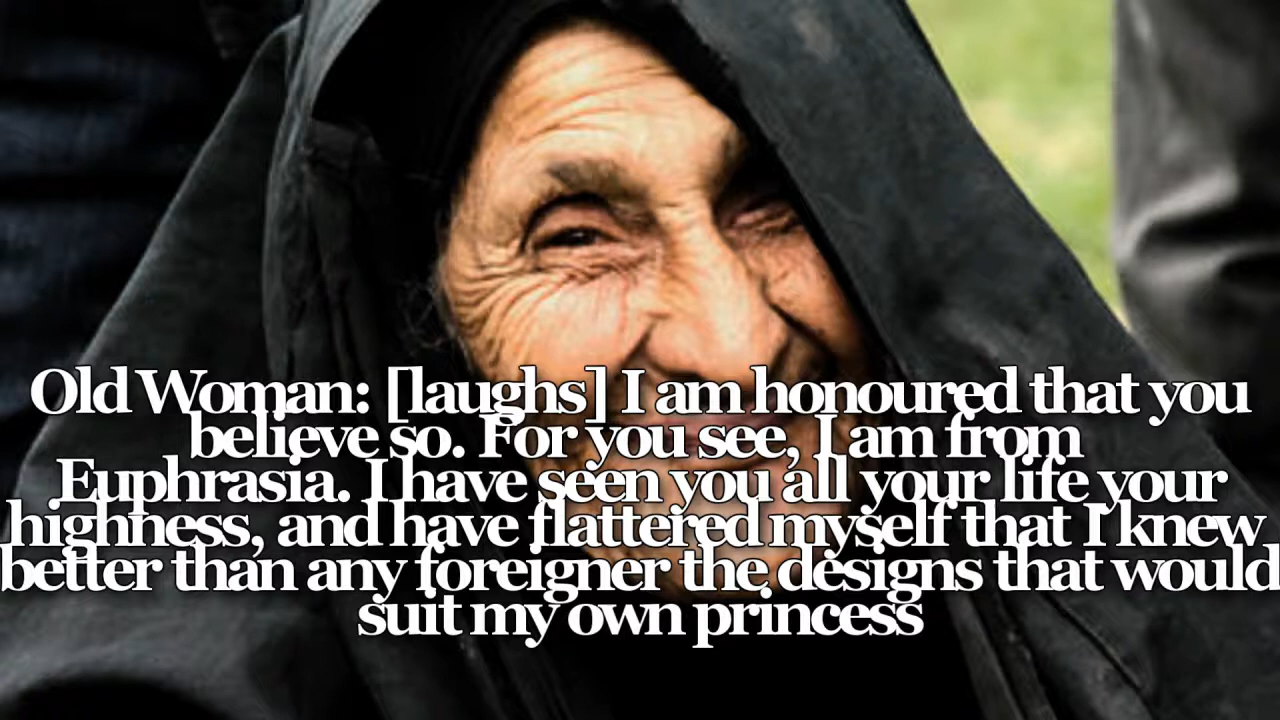 Old Woman: [laughs] I am honoured that you
believe so. For you see, I am from
Euphrasia. I have seen you all your life your
highness, and have flattered myself that I knew
better than any foreigner the designs that would
suit my own princess